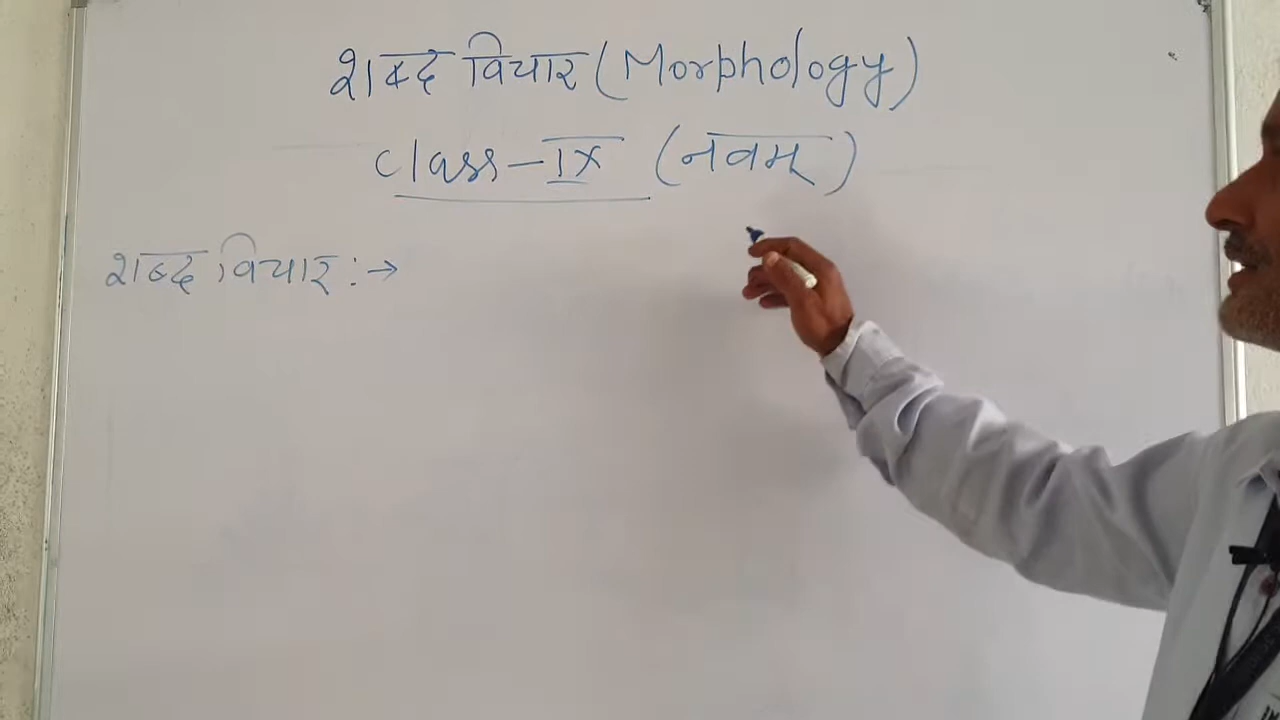 शब्द विचार (Morphology)
Class-IX (नवम्)
शब्द विचार :→